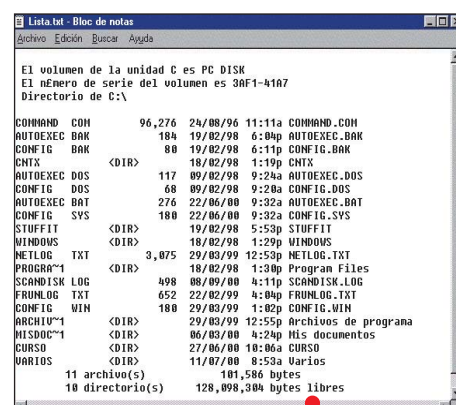 Lista.txt - Bloc de notas
Archivo Edición Buscar Ayuda
El volumen de la unidad C es PC DISK
El n£mero de serie del volumen es 3AF1-41A7
Directorio de C:\
COMMAND COM 96,276 24/08/96 11:11a COMMAND.COM
AUTOEXEC BAK 184 19/02/98 6:04p AUTOEXEC.BAK
CONFIG BAK 80 19/02/98 6:11p CONFIG.BAK
CNTX <DIR> 18/02/98 1:19p CNTX
AUTOEXEC DOS 117 09/02/98 9:24a AUTOEXEC.DOS
CONFIG DOS 68 09/02/98 9:20a CONFIG.DOS
AUTOEXEC BAT 276 22/06/00 9:32a AUTOEXEC.BAT
CONFIG SYS 180 22/06/00 9:32a CONFIG.SYS
STUFFIT <DIR> 19/02/98 5:53p STUFFIT
WINDOWS <DIR> 18/02/98 1:29p WINDOWS
NETLOG TXT 3,075 29/03/99 12:53p NETLOG.TXT
PROGRA~1 <DIR> 18/02/98 1:30p Program Files
SCANDISK LOG 498 08/09/00 4:11p SCANDISK.LOG
FRUNLOG TXT 652 22/02/99 4:04p FRUNLOG.TXT
CONFIG WIN 180 29/03/99 1:02p CONFIG.WIN
ARCHIV~1 <DIR> 29/03/99 12:55p Archivos de programa
MISDOC~1 <DIR> 06/03/00 4:24p Mis documentos
CURSO <DIR> 27/06/00 10:06a CURSO
VARIOS <DIR> 11/07/00 8:53a Varios
11 archivo(s) 101,586 bytes
10 directorio(s) 128,098,304 bytes libres